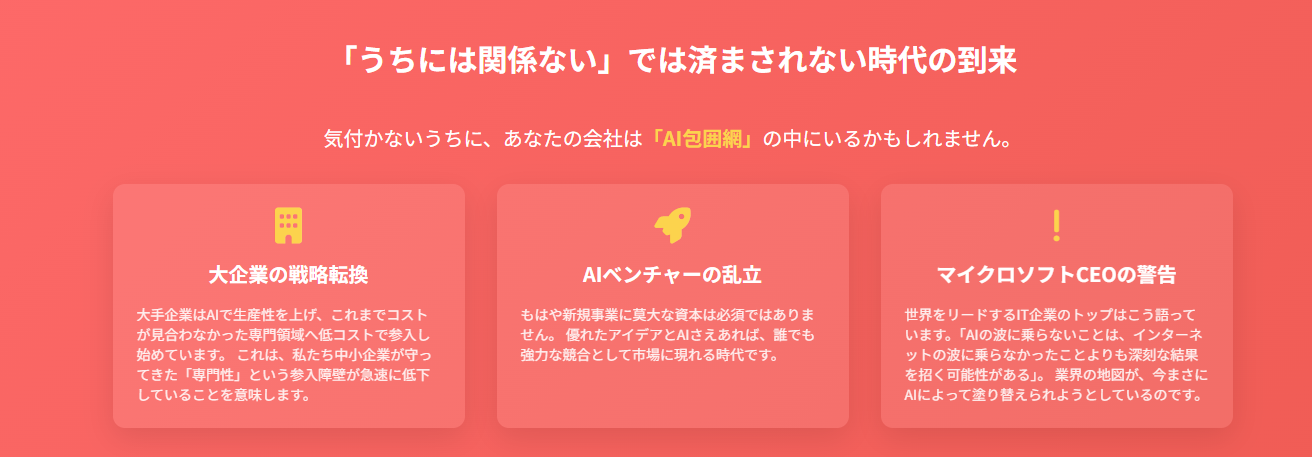 「うちには関係ない」では済まされない時代の到来
気付かないうちに、あなたの会社は「AI包囲網」の中にいるかもしれません。
大企業の戦略転換
大手企業はAIで生産性を上げ、これまでコスト
が見合わなかった専門領域へ低コストで参入し
始めています。 これは、私たち中小企業が守っ
てきた「専門性」という参入障壁が急速に低下
していることを意味します。
AIベンチャーの乱立
もはや新規事業に莫大な資本は必須ではありま
せん。 優れたアイデアとAIさえあれば、誰でも
強力な競合として市場に現れる時代です。
マイクロソフトCEOの警告
世界をリードするIT企業のトップはこう語って
います。「AIの波に乗らないことは、インターネ
ットの波に乗らなかったことよりも深刻な結果
を招く可能性がある」。 業界の地図が、今まさに
AIによって塗り替えられようとしているのです。